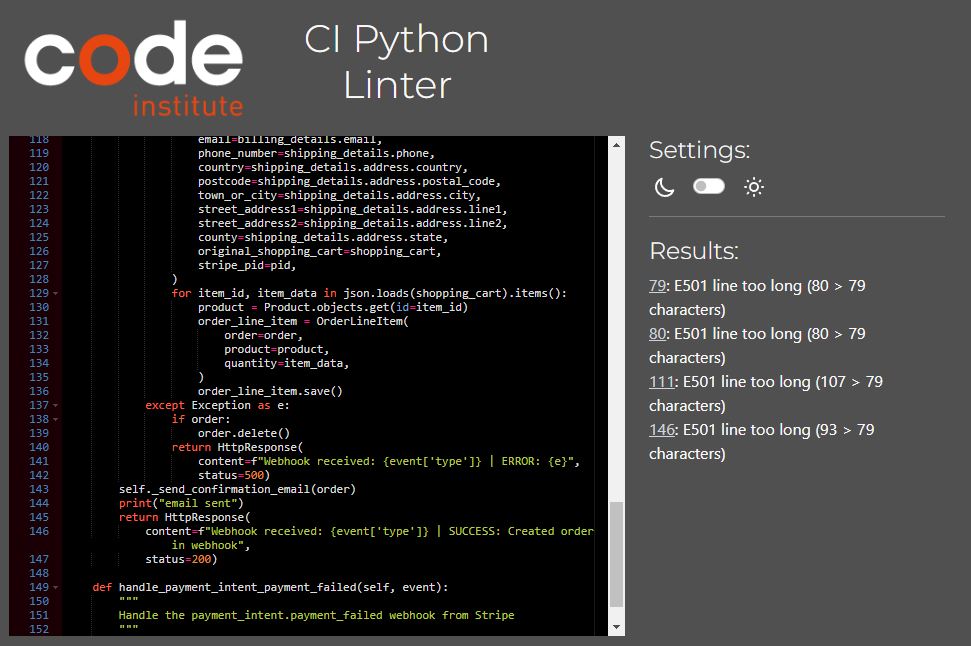 code
institute
CI Python
Linter
118 email=billing_details.email,
119 phone_number=shipping_details.phone,
120 country=shipping_details.address.country,
121 postcode=shipping_details.address.postal_code,
122 town_or_city=shipping_details.address.city,
123 street_address1=shipping_details.address.line1,
124 street_address2=shipping_details.address.line2,
125 county=shipping_details.address.state,
126 original_shopping_cart=shopping_cart,
127 stripe_pid=pid,
128 )
129 for item_id, item_data in json.loads(shopping_cart).items():
130 product = Product.objects.get(id=item_id)
131 order_line_item = OrderLineItem(
132 order=order,
133 product=product,
134 quantity=item_data,
135 )
136 order_line_item.save()
137 except Exception as e:
138 if order:
139 order.delete()
140 return HttpResponse(
141 content=f"Webhook received: {event['type']} | ERROR: {e}",
142 status=500)
143 self._send_confirmation_email(order)
144 print("email sent")
145 return HttpResponse(
146 content=f"Webhook received: {event['type']} | SUCCESS: Created order
in webhook",
147 status=200)
148
149 def handle_payment_intent_payment_failed(self, event):
150 """
151 Handle the payment_intent.payment_failed webhook from Stripe
152 """
Settings:
Results:
79: E501 line too long (80 > 79
characters)
80: E501 line too long (80 > 79
characters)
111: E501 line too long (107 > 79
characters)
146: E501 line too long (93 > 79
characters)